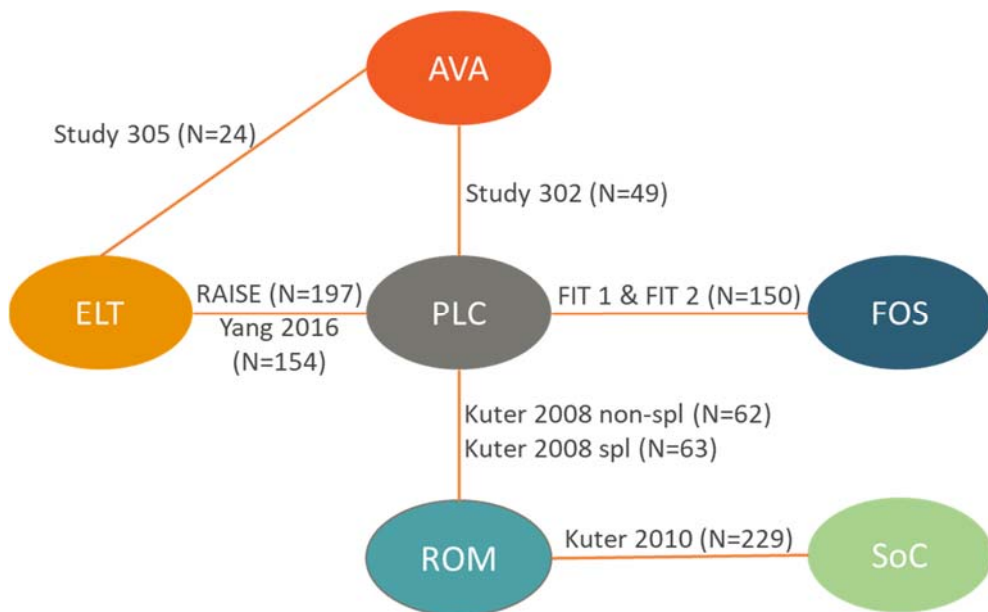 AVA
Study 305 (N=24)
Study 302 (N=49)
ELT
RAISE (N=197)
Yang 2016
(N=154)
PLC
FIT 1 & FIT 2 (N=150)
FOS
Kuter 2008 non-spl (N=62)
Kuter 2008 spl (N=63)
ROM
Kuter 2010 (N=229)
SoC